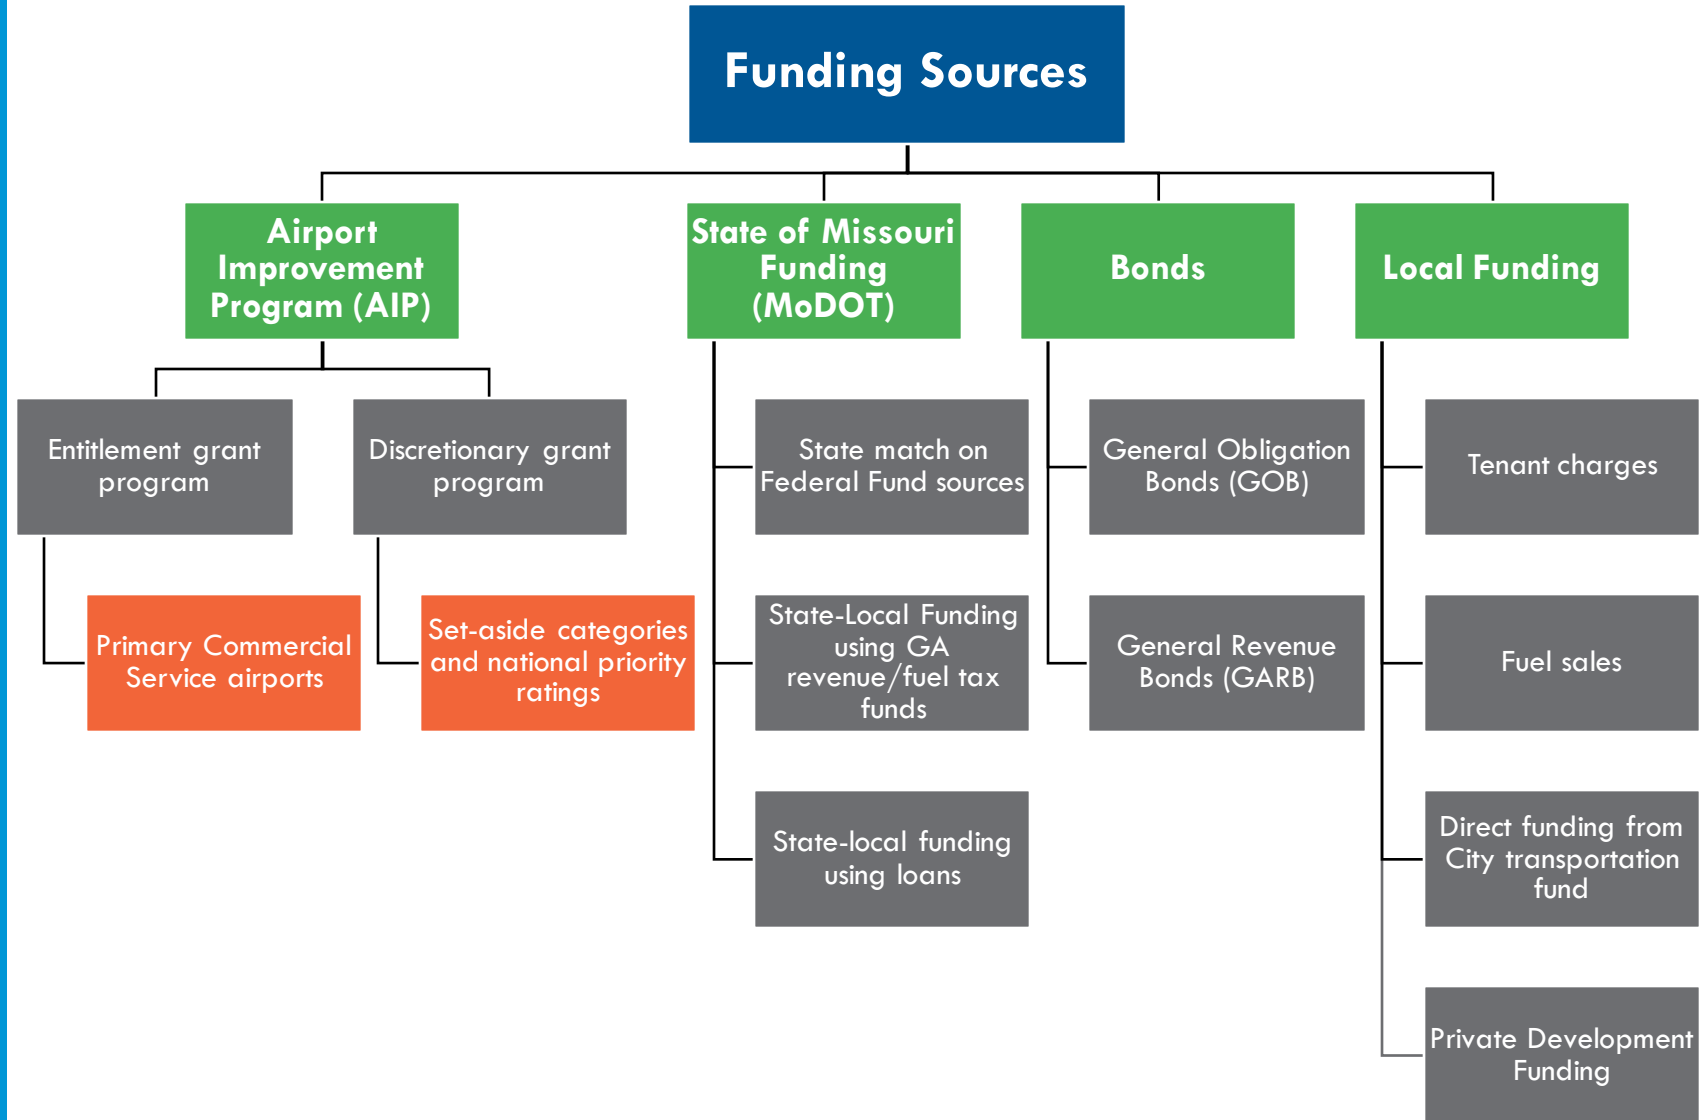 Funding Sources
Airport
Improvement
Program (AIP)
State of Missouri
Funding
(MoDOT)
Bonds
Local Funding
Entitlement grant
program
Discretionary grant
program
State match on
Federal Fund sources
General Obligation
Bonds (GOB)
Tenant charges
Primary Commercial
Service airports
Set-aside categories
and national priority
ratings
State-Local Funding
using GA
revenue/fuel tax
funds
General Revenue
Bonds (GARB)
Fuel sales
State-local funding
using loans
Direct funding from
City transportation
fund
Private Development
Funding